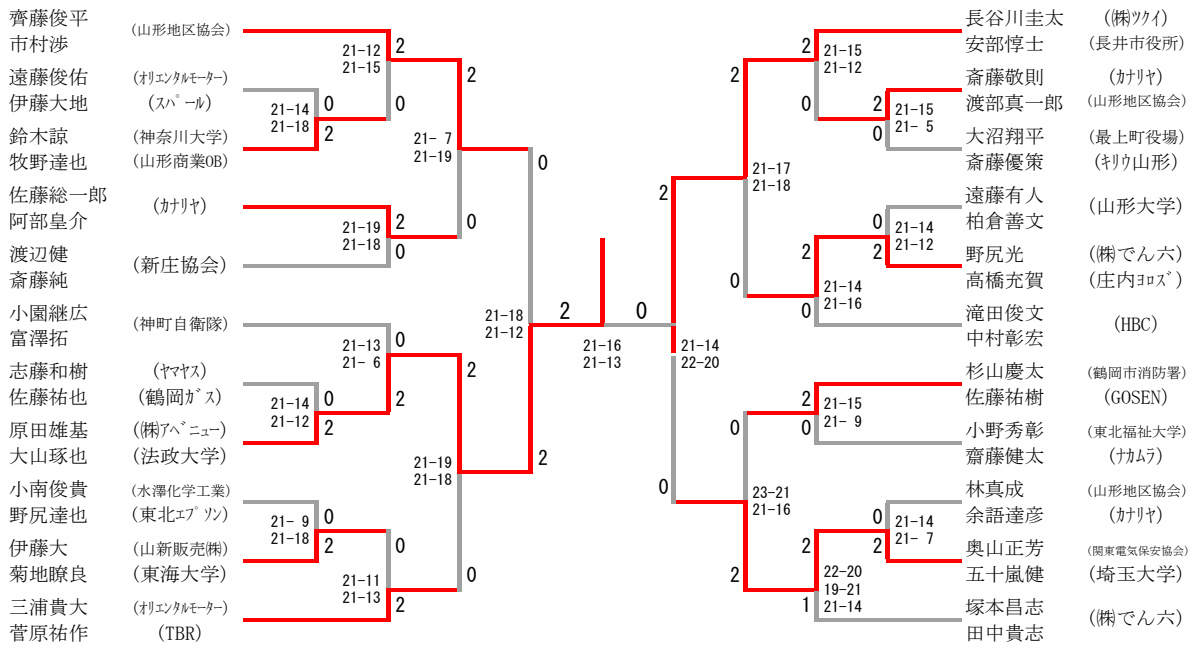 齊藤俊平
市村渉
(山形地区協会)
遠藤俊佑 (オリエンタルモーター)
伊藤大地 (スパール)
鈴木諒 (神奈川大学)
牧野達也 (山形商業OB)
佐藤総一郎
阿部皇介
(カナリヤ)
渡辺健
斎藤純
(新庄協会)
小園継広
富澤拓
(神町自衛隊)
志藤和樹 (ヤマヤス)
佐藤祐也 (鶴岡ガス)
原田雄基 (㈱アベニュー)
大山琢也 (法政大学)
小南俊貴 (水澤化学工業)
野尻達也 (東北エプソン)
伊藤大 (山新販売㈱)
菊地瞭良 (東海大学)
三浦貴大 (オリエンタルモーター)
菅原祐作 (TBR)
21-12
21-15
2
0
21-14
21-18
0
2
21- 7
21-19
2
0
21-19
21-18
2
0
21-18
21-12
0
2
21-13
21- 6
0
2
21-14
21-12
0
2
21-19
21-18
2
0
21- 9
21-18
0
2
21-11
21-13
0
2
2
0
21-16
21-13
21-14
22-20
2
0
21-17
21-18
2
0
2
0
21-15
21-12
2
0
21-15
21- 5
0
2
21-14
21-12
2
0
21-14
21-16
2
0
21-15
21- 9
0
2
23-21
21-16
0
2
21-14
21- 7
2
1
22-20
19-21
21-14
長谷川圭太 (㈱ツクイ)
安部惇士 (長井市役所)
斎藤敬則 (カナリヤ)
渡部真一郎 (山形地区協会)
大沼翔平 (最上町役場)
斎藤優策 (キリウ山形)
遠藤有人
柏倉善文
(山形大学)
野尻光 (㈱でん六)
高橋充賀 (庄内ヨロズ)
滝田俊文
中村彰宏
(HBC)
杉山慶太 (鶴岡市消防署)
佐藤祐樹 (GOSEN)
小野秀彰 (東北福祉大学)
齋藤健太 (ナカムラ)
林真成 (山形地区協会)
余語達彦 (カナリヤ)
奥山正芳 (関東電気保安協会)
五十嵐健 (埼玉大学)
塚本昌志
田中貴志
(㈱でん六)